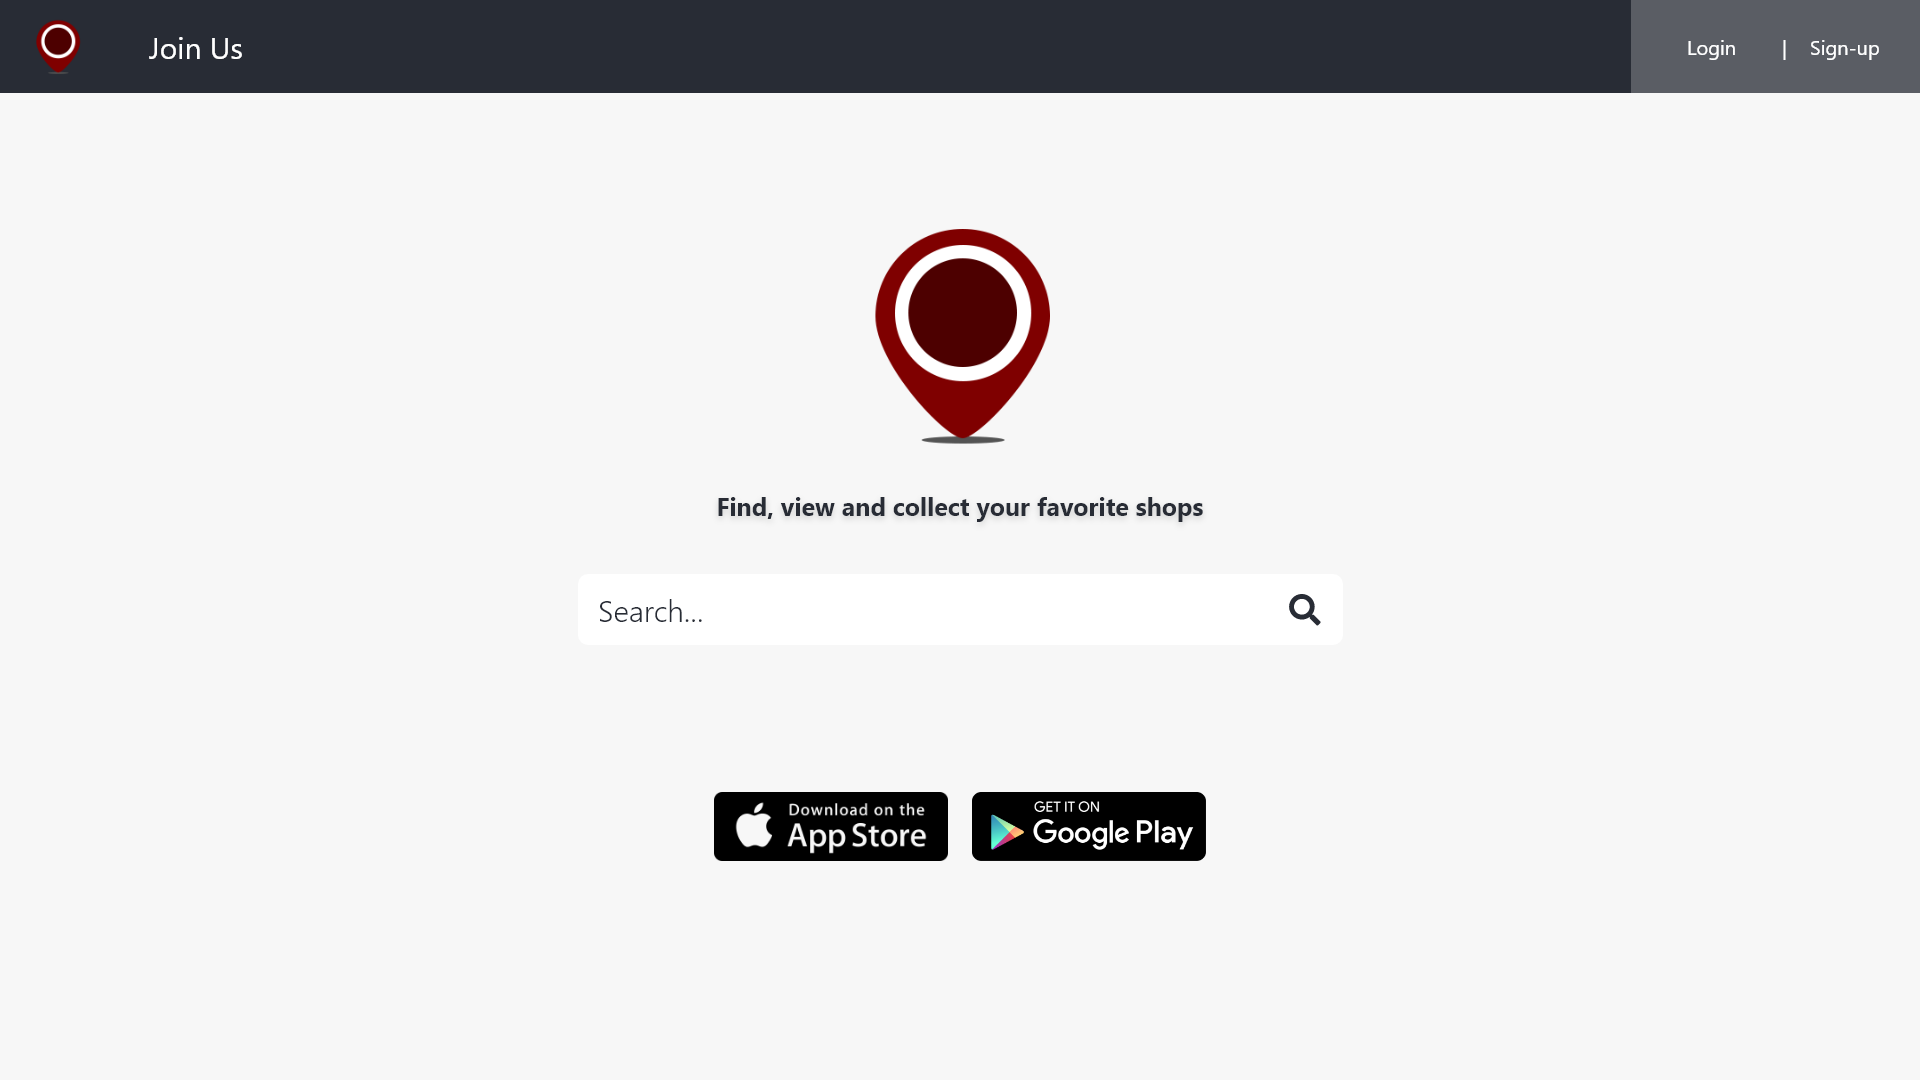 Join Us
Login | Sign-up
Find, view and collect your favorite shops
Search...
Download on the
App Store
GET IT ON
Google Play